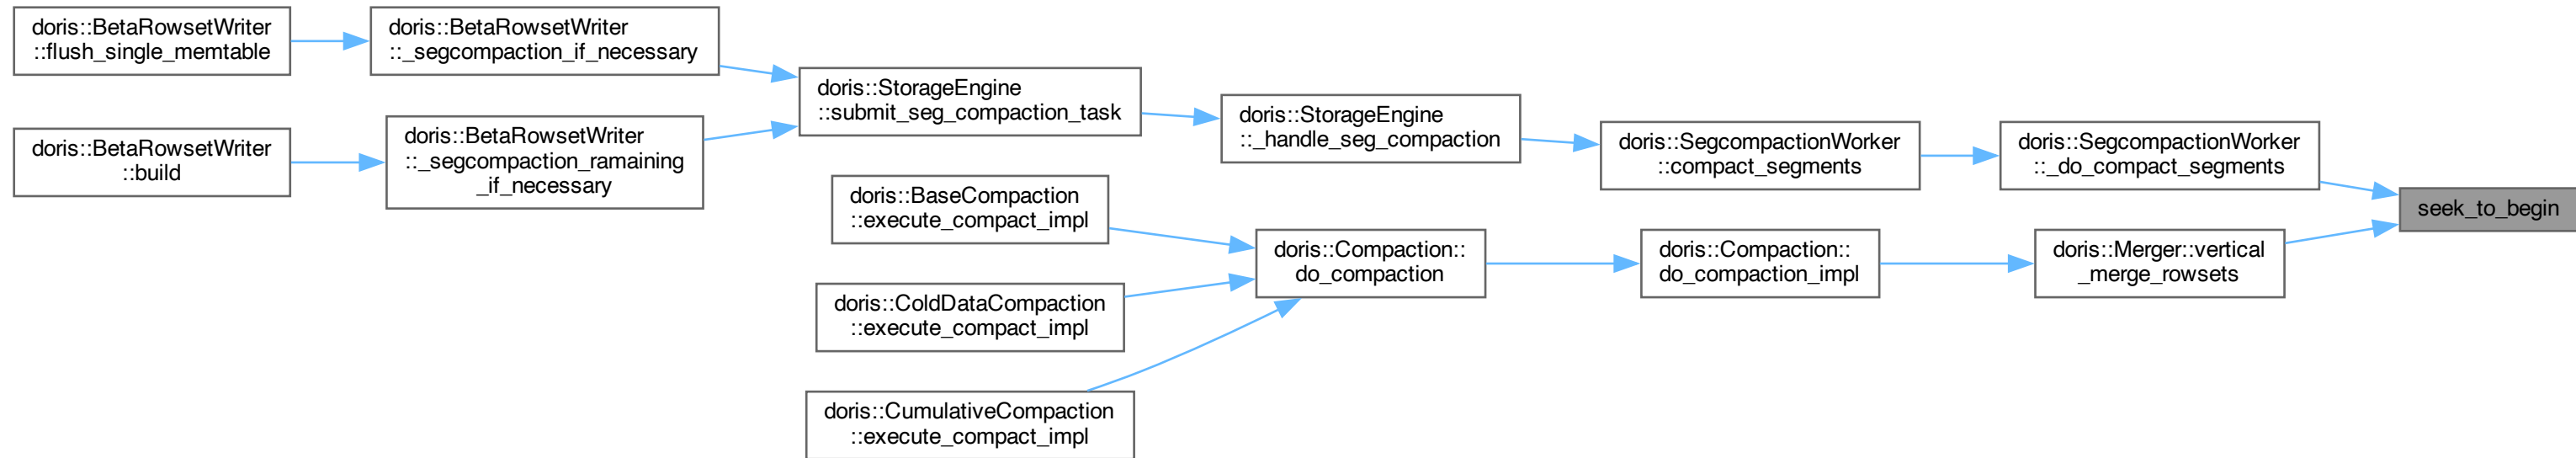 doris::BetaRowsetWriter
::flush_single_memtable
doris::BetaRowsetWriter
::_segcompaction_if_necessary
doris::BetaRowsetWriter
::build
doris::BetaRowsetWriter
::_segcompaction_ramaining
_if_necessary
doris::StorageEngine
::submit_seg_compaction_task
doris::StorageEngine
::_handle_seg_compaction
doris::SegcompactionWorker
::compact_segments
doris::SegcompactionWorker
::_do_compact_segments
seek_to_begin
doris::BaseCompaction
::execute_compact_impl
doris::ColdDataCompaction
::execute_compact_impl
doris::CumulativeCompaction
::execute_compact_impl
doris::Compaction::
do_compaction
doris::Compaction::
do_compaction_impl
doris::Merger::vertical
_merge_rowsets